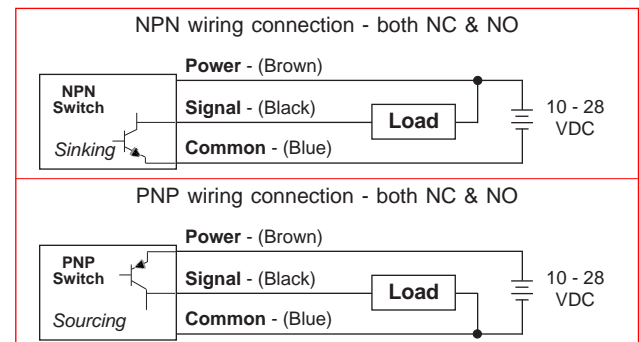 NPN wiring connection - both NC & NO
Power - (Brown)
NPN
Switch
Signal - (Black)
Load
10 - 28
VDC
Sinking
Common - (Blue)
PNP wiring connection - both NC & NO
Power - (Brown)
PNP
Switch
Signal - (Black)
Load
10 - 28
VDC
Sourcing
Common - (Blue)